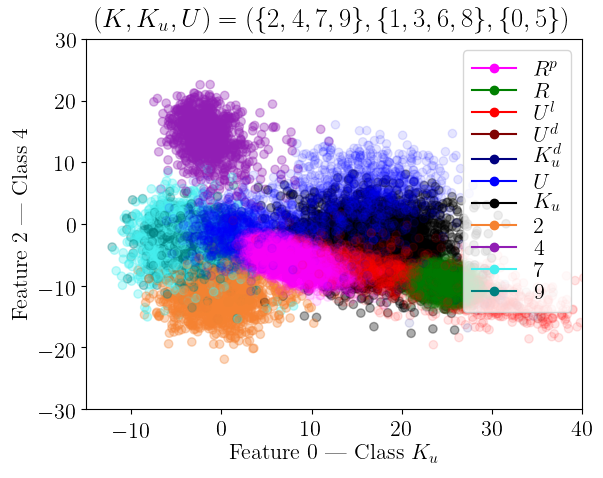 (K, K_u, U) = ({2, 4, 7, 9}, {1, 3, 6, 8}, {0, 5})
30
20
10
0
−10
−20
−30
Feature 2 — Class 4
R^p
R
U^l
U^d
K_u^d
U
K_u
2
4
7
9
−10
0
10
20
30
40
Feature 0 — Class K_u